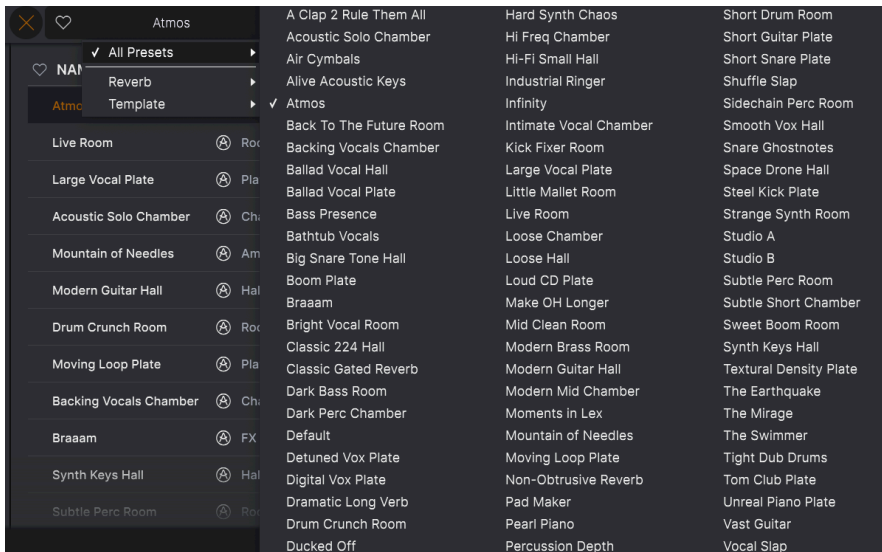 Atmos
All Presets
Reverb
Template
NAM
Atmo
Live Room Roo
Large Vocal Plate Pla
Acoustic Solo Chamber Cha
Mountain of Needles Am
Modern Guitar Hall Hal
Drum Crunch Room Roo
Moving Loop Plate Pla
Backing Vocals Chamber Cha
Braaam FX
Synth Keys Hall Hal
Subtle Perc Room Roo
A Clap 2 Rule Them All
Acoustic Solo Chamber
Air Cymbals
Alive Acoustic Keys
Atmos
Back To The Future Room
Backing Vocals Chamber
Ballad Vocal Hall
Ballad Vocal Plate
Bass Presence
Bathtub Vocals
Big Snare Tone Hall
Boom Plate
Braaam
Bright Vocal Room
Classic 224 Hall
Classic Gated Reverb
Dark Bass Room
Dark Perc Chamber
Default
Detuned Vox Plate
Digital Vox Plate
Dramatic Long Verb
Drum Crunch Room
Ducked Off
Hard Synth Chaos
Hi Freq Chamber
Hi-Fi Small Hall
Industrial Ringer
Infinity
Intimate Vocal Chamber
Kick Fixer Room
Large Vocal Plate
Little Mallet Room
Live Room
Loose Chamber
Loose Hall
Loud CD Plate
Make OH Longer
Mid Clean Room
Modern Brass Room
Modern Guitar Hall
Modern Mid Chamber
Moments in Lex
Mountain of Needles
Moving Loop Plate
Non-Obtrusive Reverb
Pad Maker
Pearl Piano
Percussion Depth
Short Drum Room
Short Guitar Plate
Short Snare Plate
Shuffle Slap
Sidechain Perc Room
Smooth Vox Hall
Snare Ghostnotes
Space Drone Hall
Steel Kick Plate
Strange Synth Room
Studio A
Studio B
Subtle Perc Room
Subtle Short Chamber
Sweet Boom Room
Synth Keys Hall
Textural Density Plate
The Earthquake
The Mirage
The Swimmer
Tight Dub Drums
Tom Club Plate
Unreal Piano Plate
Vast Guitar
Vocal Slap